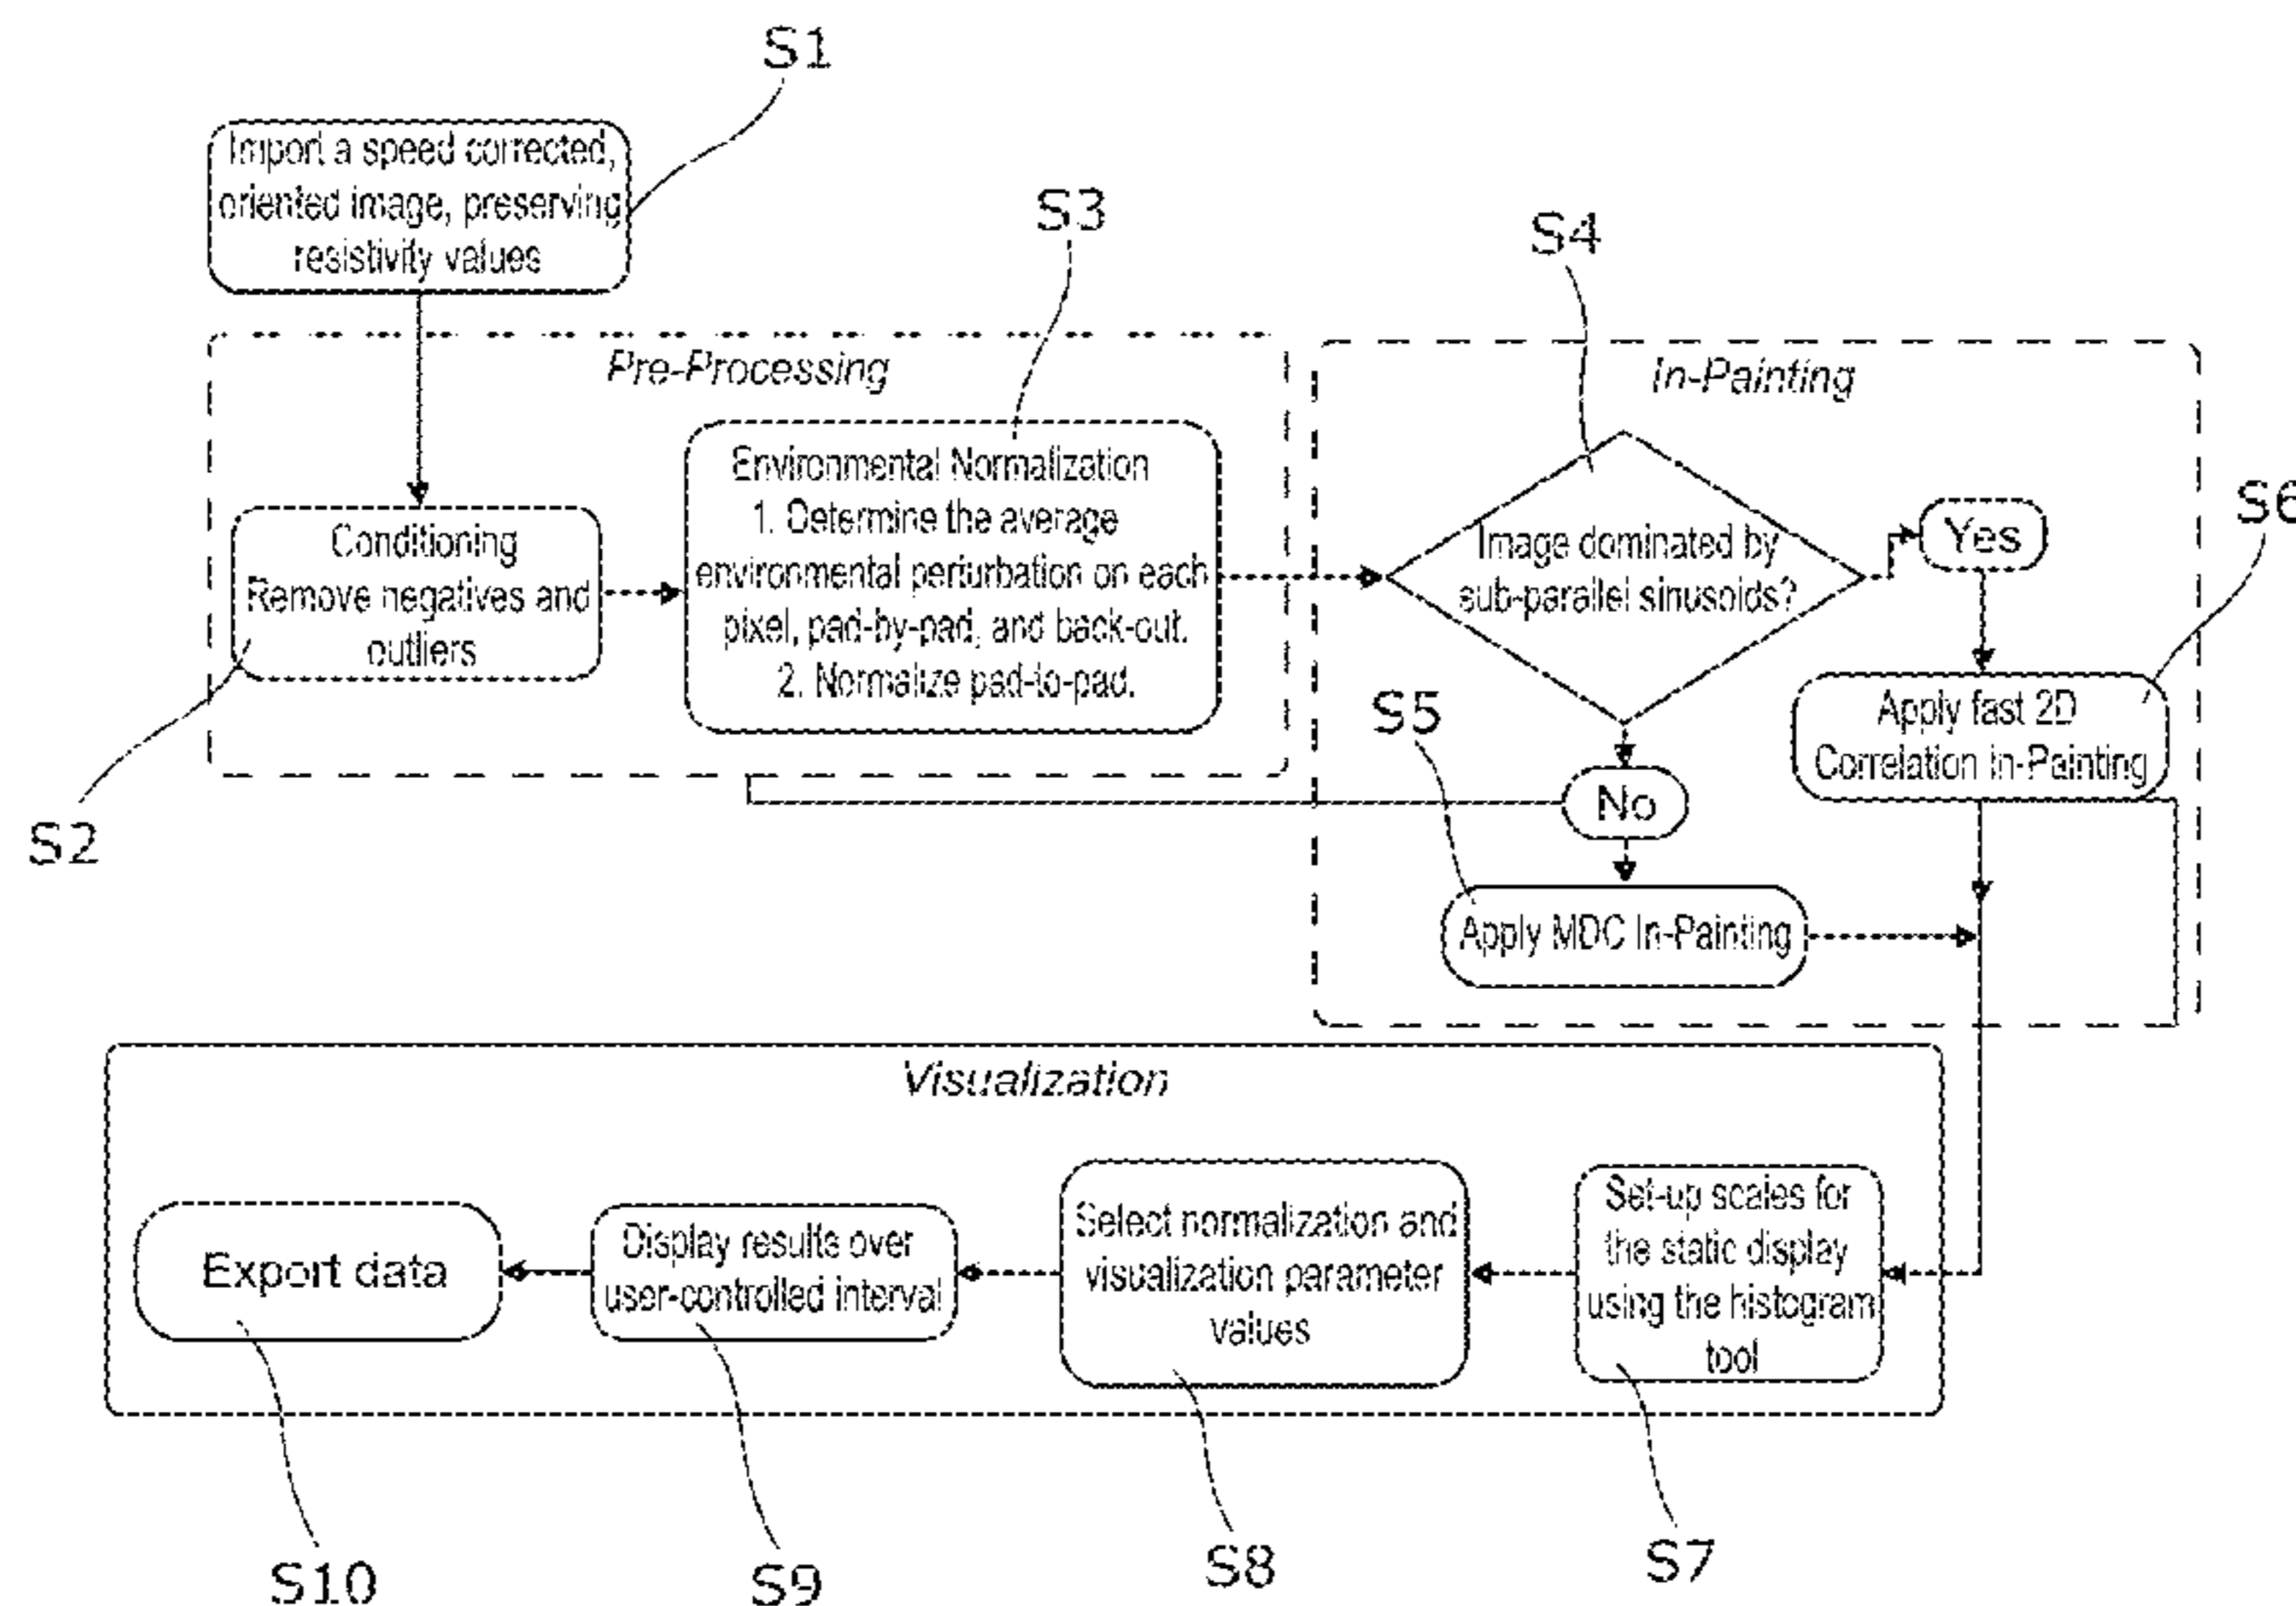 S1
Import a speed corrected,
oriented image, preserving
resistivity values
S3
S4
Pre-Processing
In-Painting
Environmental Normalization
1. Determine the average
environmental perturbation on each
pixel, pad-by-pad, and back-out.
2. Normalize pad-to-pad.
Conditioning
Remove negatives and
outliers
S2
Image dominated by
sub-parallel sinusoids?
Yes
S6
Apply fast 2D
Correlation In-Painting
S5
No
Apply MDC In-Painting
Visualization
Export data
Display results over
user-controlled interval
Select normalization and
visualization parameter
values
Set-up scales for
the static display
using the histogram
tool
S10
S9
S8
S7